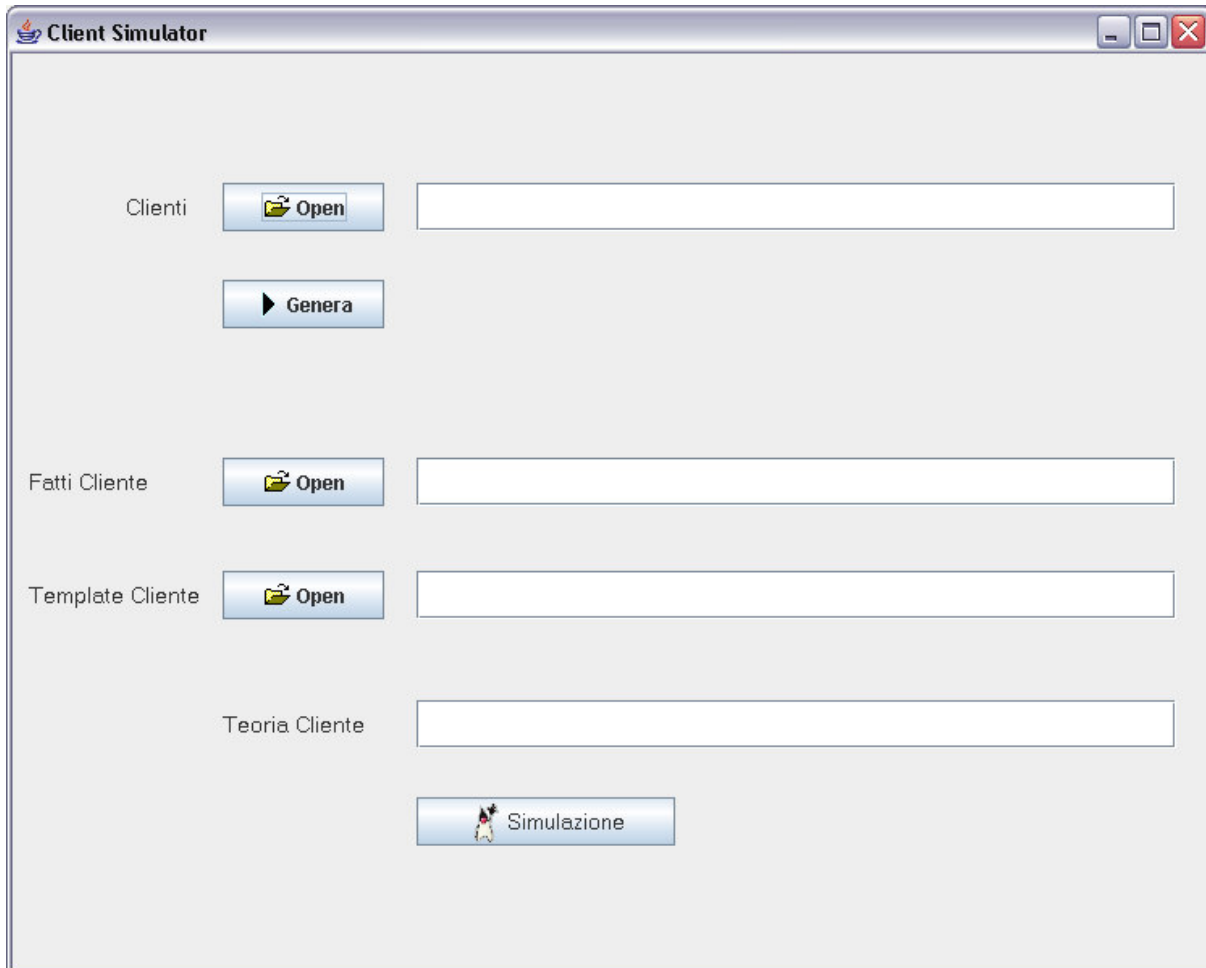 Client Simulator
Clienti
Open
Genera
Fatti Cliente
Open
Template Cliente
Open
Teoria Cliente
Simulazione